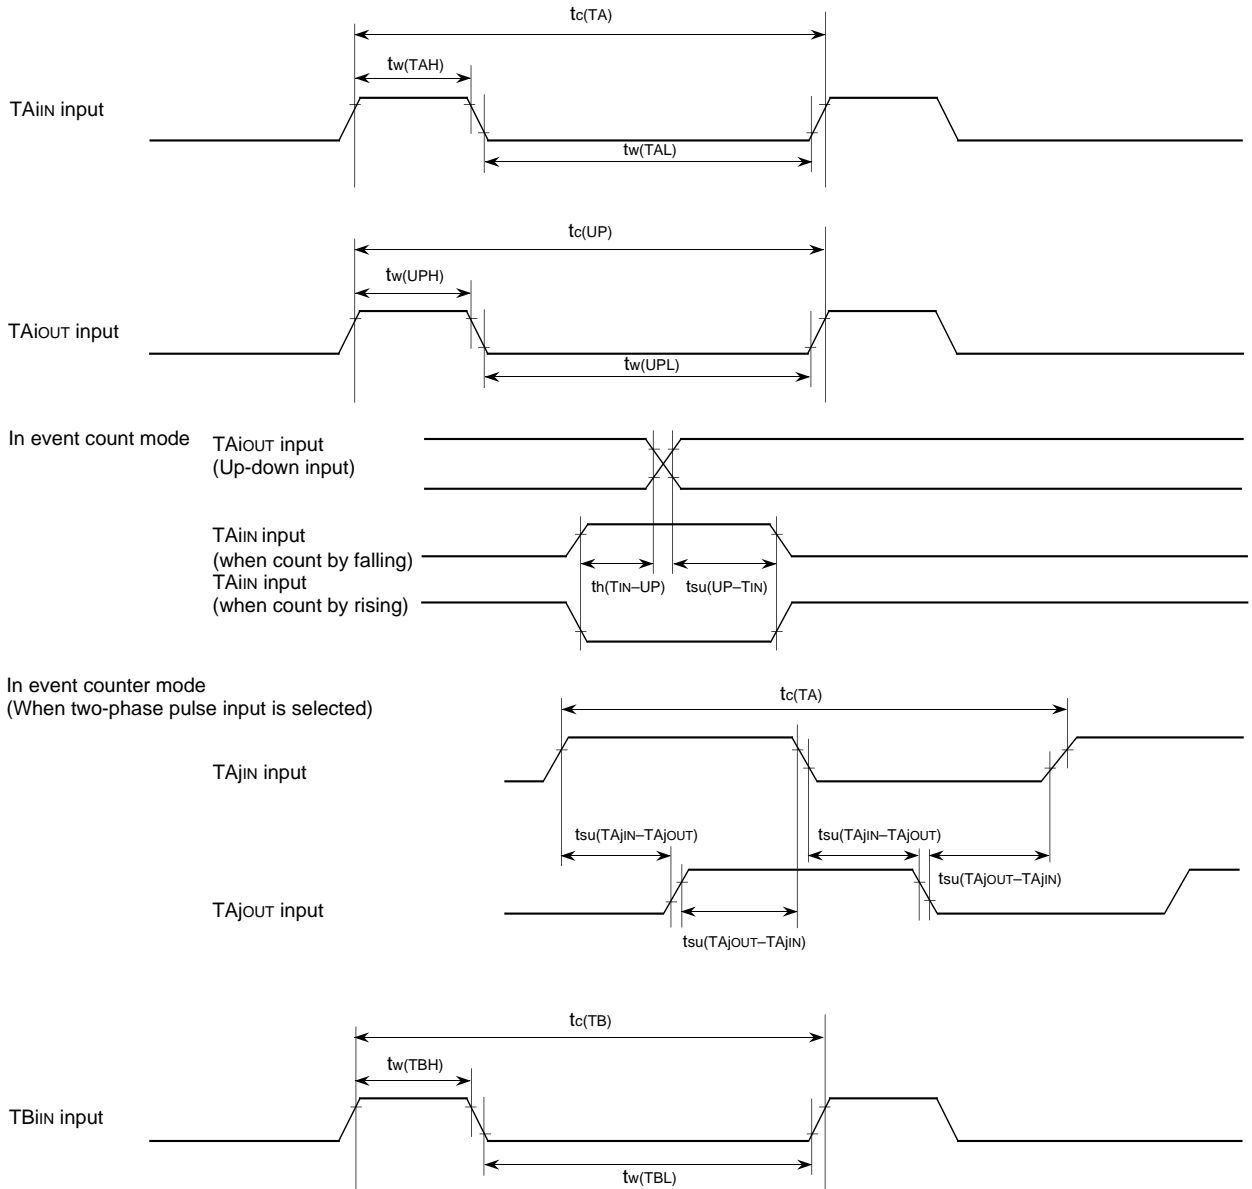 tc(TA)
tw(TAH)
TAiIN input
tw(TAL)
tc(UP)
tw(UPH)
TAiOUT input
tw(UPL)
In event count mode
TAiOUT input
(Up-down input)
TAiIN input
(when count by falling)
th(TIN–UP)
tsu(UP–TIN)
TAiIN input
(when count by rising)
In event counter mode
(When two-phase pulse input is selected)
tc(TA)
TAjIN input
tsu(TAjIN–TAjOUT)
tsu(TAjIN–TAjOUT)
tsu(TAjOUT–TAjIN)
TAjOUT input
tsu(TAjOUT–TAjIN)
tc(TB)
tw(TBH)
TBiIN input
tw(TBL)